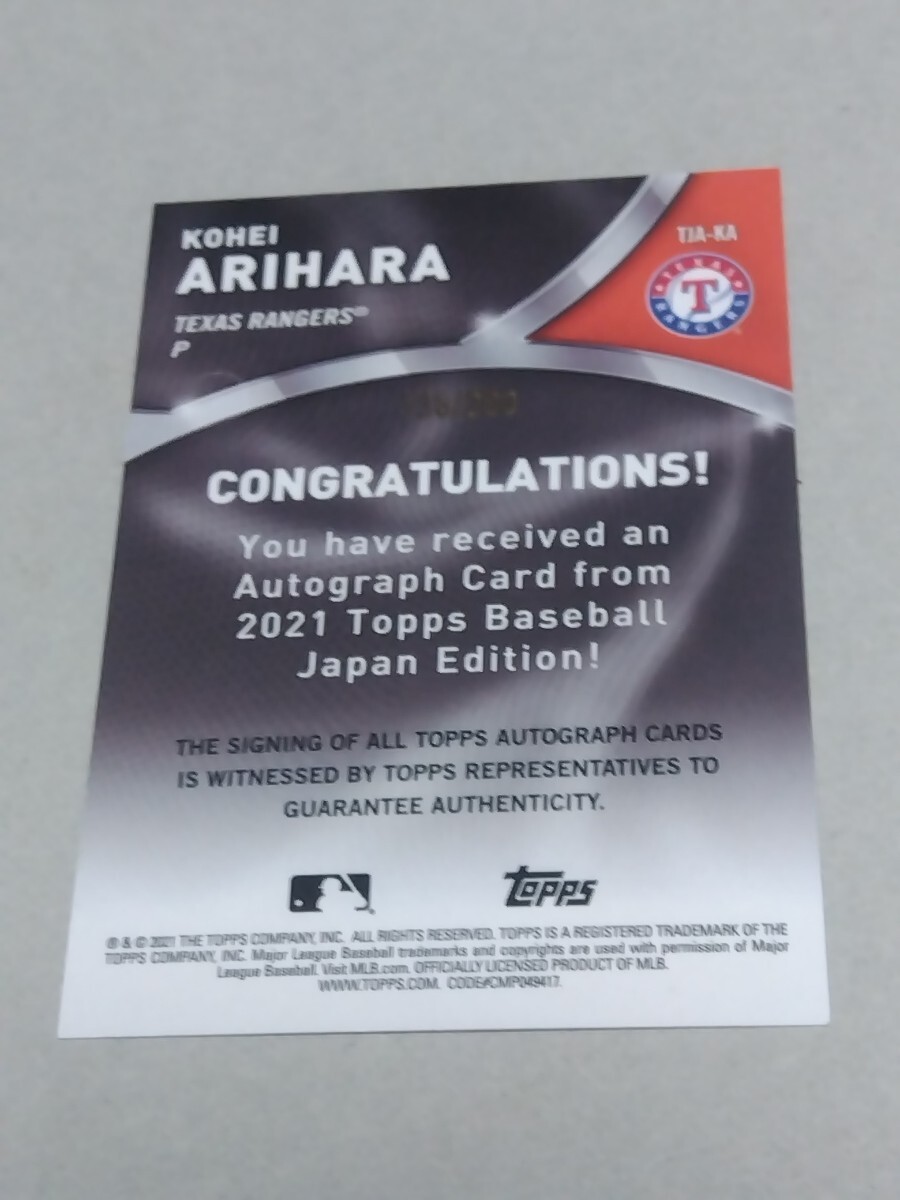 KOHEI
ARIHARA
TEXAS RANGERS®
P
TJA-KA
TEXAS
T
RANGERS
CONGRATULATIONS!
You have received an
Autograph Card from
2021 Topps Baseball
Japan Edition!
THE SIGNING OF ALL TOPPS AUTOGRAPH CARDS
IS WITNESSED BY TOPPS REPRESENTATIVES TO
GUARANTEE AUTHENTICITY.
topps
® & © 2021 THE TOPPS COMPANY, INC. ALL RIGHTS RESERVED. TOPPS IS A REGISTERED TRADEMARK OF THE
TOPPS COMPANY, INC. Major League Baseball trademarks and copyrights are used with permission of Major
League Baseball. Visit MLB.com. OFFICIALLY LICENSED PRODUCT OF MLB.
WWW.TOPPS.COM. CODE#CMP049417.